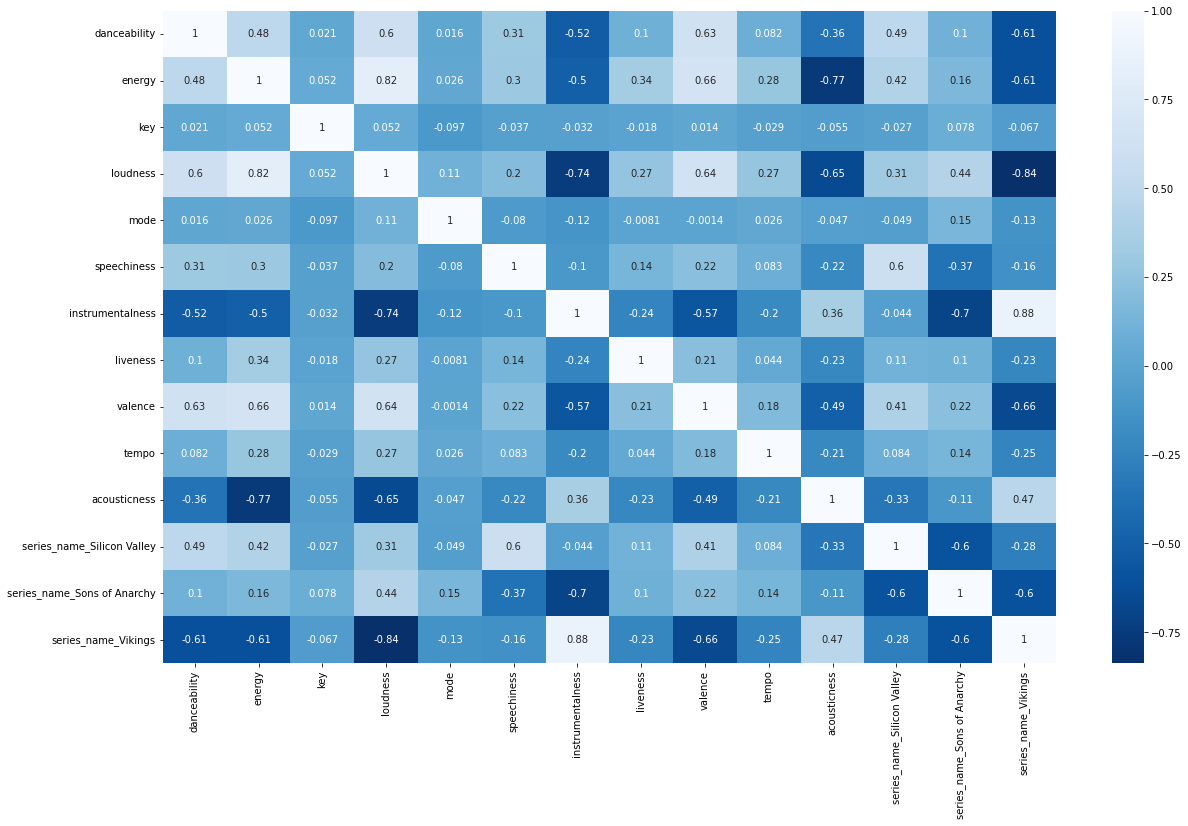 danceability 1 0.48 0.021 0.6 0.016 0.31 -0.52 0.1 0.63 0.082 -0.36 0.49 0.1 -0.61
energy 0.48 1 0.052 0.82 0.026 0.3 -0.5 0.34 0.66 0.28 -0.77 0.42 0.16 -0.61
key 0.021 0.052 1 0.052 -0.097 -0.037 -0.032 -0.018 0.014 -0.029 -0.055 -0.027 0.078 -0.067
loudness 0.6 0.82 0.052 1 0.11 0.2 -0.74 0.27 0.64 0.27 -0.65 0.31 0.44 -0.84
mode 0.016 0.026 -0.097 0.11 1 -0.08 -0.12 -0.0081 -0.0014 0.026 -0.047 -0.049 0.15 -0.13
speechiness 0.31 0.3 -0.037 0.2 -0.08 1 -0.1 0.14 0.22 0.083 -0.22 0.6 -0.37 -0.16
instrumentalness -0.52 -0.5 -0.032 -0.74 -0.12 -0.1 1 -0.24 -0.57 -0.2 0.36 -0.044 -0.7 0.88
liveness 0.1 0.34 -0.018 0.27 -0.0081 0.14 -0.24 1 0.21 0.044 -0.23 0.11 0.1 -0.23
valence 0.63 0.66 0.014 0.64 -0.0014 0.22 -0.57 0.21 1 0.18 -0.49 0.41 0.22 -0.66
tempo 0.082 0.28 -0.029 0.27 0.026 0.083 -0.2 0.044 0.18 1 -0.21 0.084 0.14 -0.25
acousticness -0.36 -0.77 -0.055 -0.65 -0.047 -0.22 0.36 -0.23 -0.49 -0.21 1 -0.33 -0.11 0.47
series_name_Silicon Valley 0.49 0.42 -0.027 0.31 -0.049 0.6 -0.044 0.11 0.41 0.084 -0.33 1 -0.6 -0.28
series_name_Sons of Anarchy 0.1 0.16 0.078 0.44 0.15 -0.37 -0.7 0.1 0.22 0.14 -0.11 -0.6 1 -0.6
series_name_Vikings -0.61 -0.61 -0.067 -0.84 -0.13 -0.16 0.88 -0.23 -0.66 -0.25 0.47 -0.28 -0.6 1
danceability
energy
key
loudness
mode
speechiness
instrumentalness
liveness
valence
tempo
acousticness
series_name_Silicon Valley
series_name_Sons of Anarchy
series_name_Vikings
1.00
0.75
0.50
0.25
0.00
−0.25
−0.50
−0.75